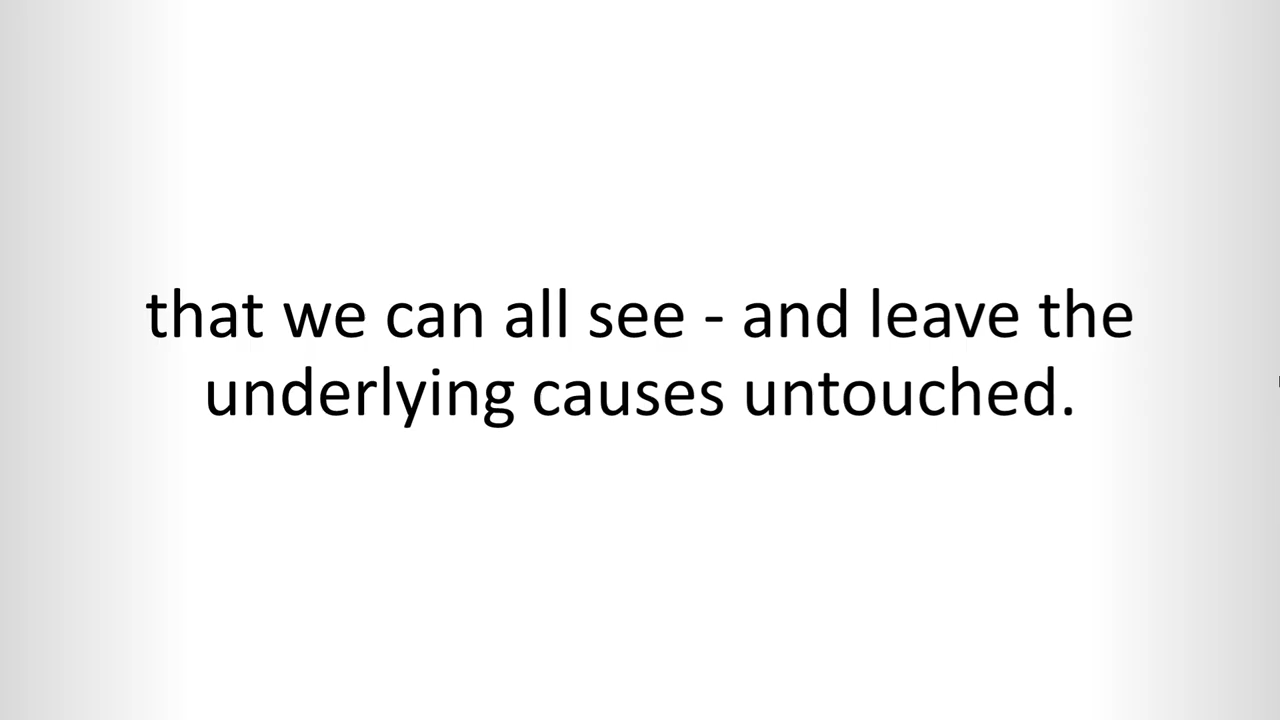 that we can all see - and leave the
underlying causes untouched.